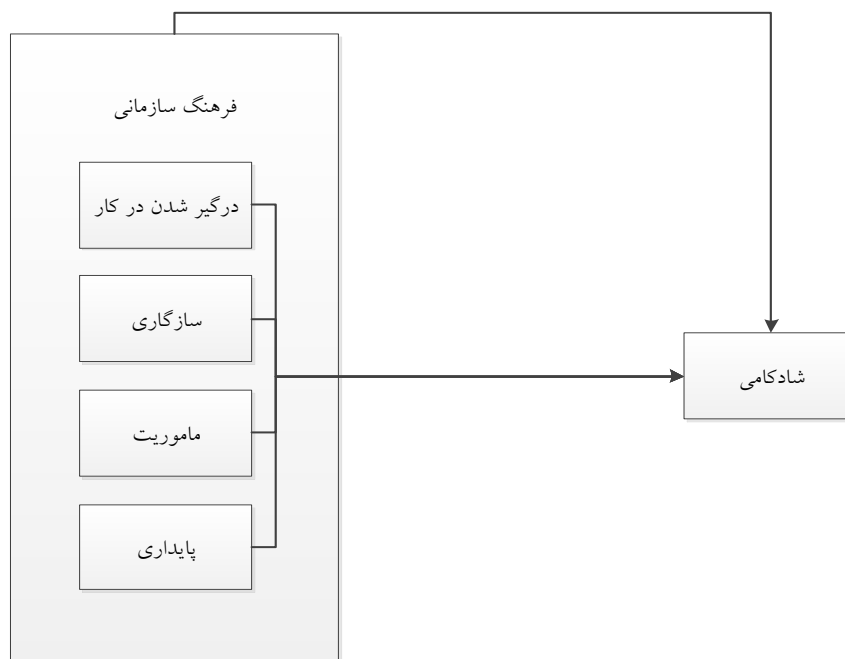 فرهنگ سازمانی
درگیر شدن در کار
سازگاری
شادکامی
ماموریت
پایداری